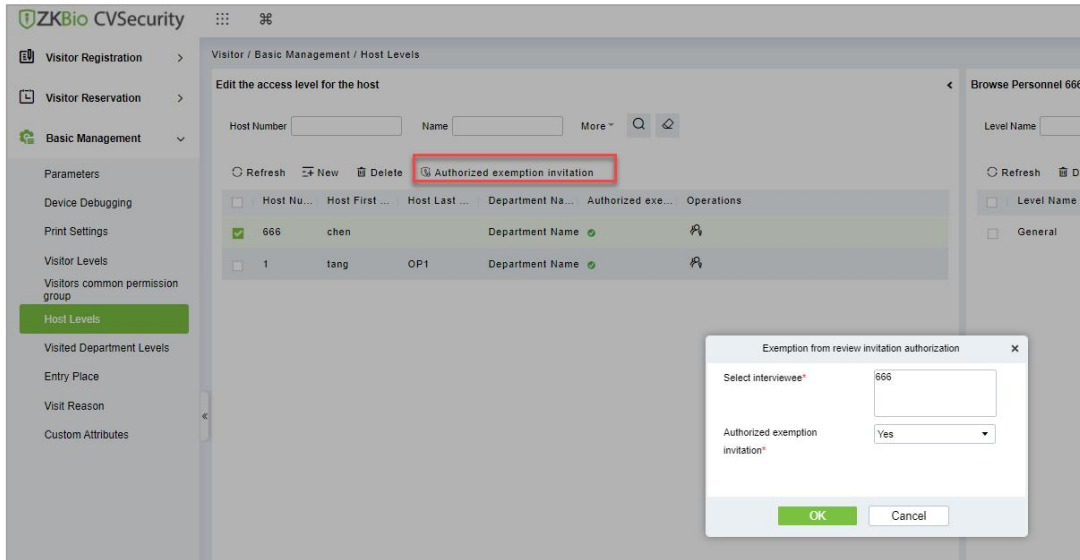 ZKBio CVSecurity
Visitor Registration
Visitor Reservation
Basic Management
Parameters
Device Debugging
Print Settings
Visitor Levels
Visitors common permission
group
Host Levels
Visited Department Levels
Entry Place
Visit Reason
Custom Attributes
Visitor / Basic Management / Host Levels
Edit the access level for the host
Host Number Name More
Refresh New Delete Authorized exemption invitation
Host Nu... Host First ... Host Last ... Department Na... Authorized exe... Operations
666 chen Department Name
1 tang OP1 Department Name
Browse Personnel 666
Level Name
Refresh D
Level Name
General
Exemption from review invitation authorization
Select interviewee* 666
Authorized exemption
invitation* Yes
OK Cancel